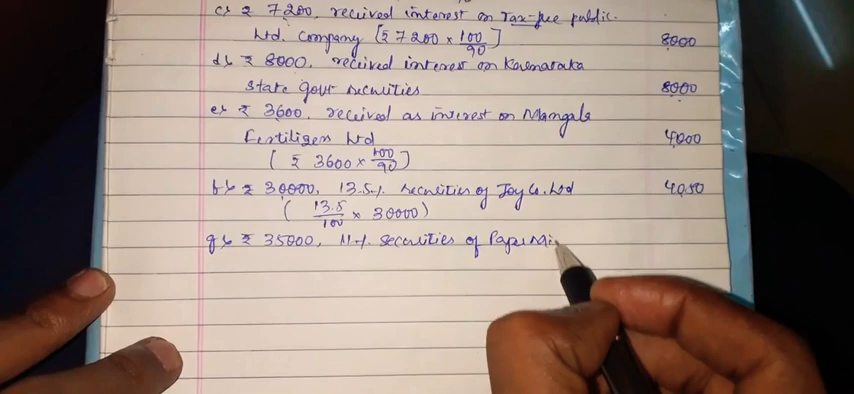 c) ₹ 7200, received interest on Tax-free public.
Ltd. Company [₹ 7200 × 100/90] 8000
d) ₹ 8000, received interest on Karnataka
State Govt securities 8000
e) ₹ 3600, received as interest on Mangala
Fertilizers Ltd 4000
( ₹ 3600 × 100/90 )
f) ₹ 30000, 13.5% securities of Joy Co. Ltd 4050
( 13.5/100 × 30000 )
g) ₹ 35000, 11% securities of Paper Mi